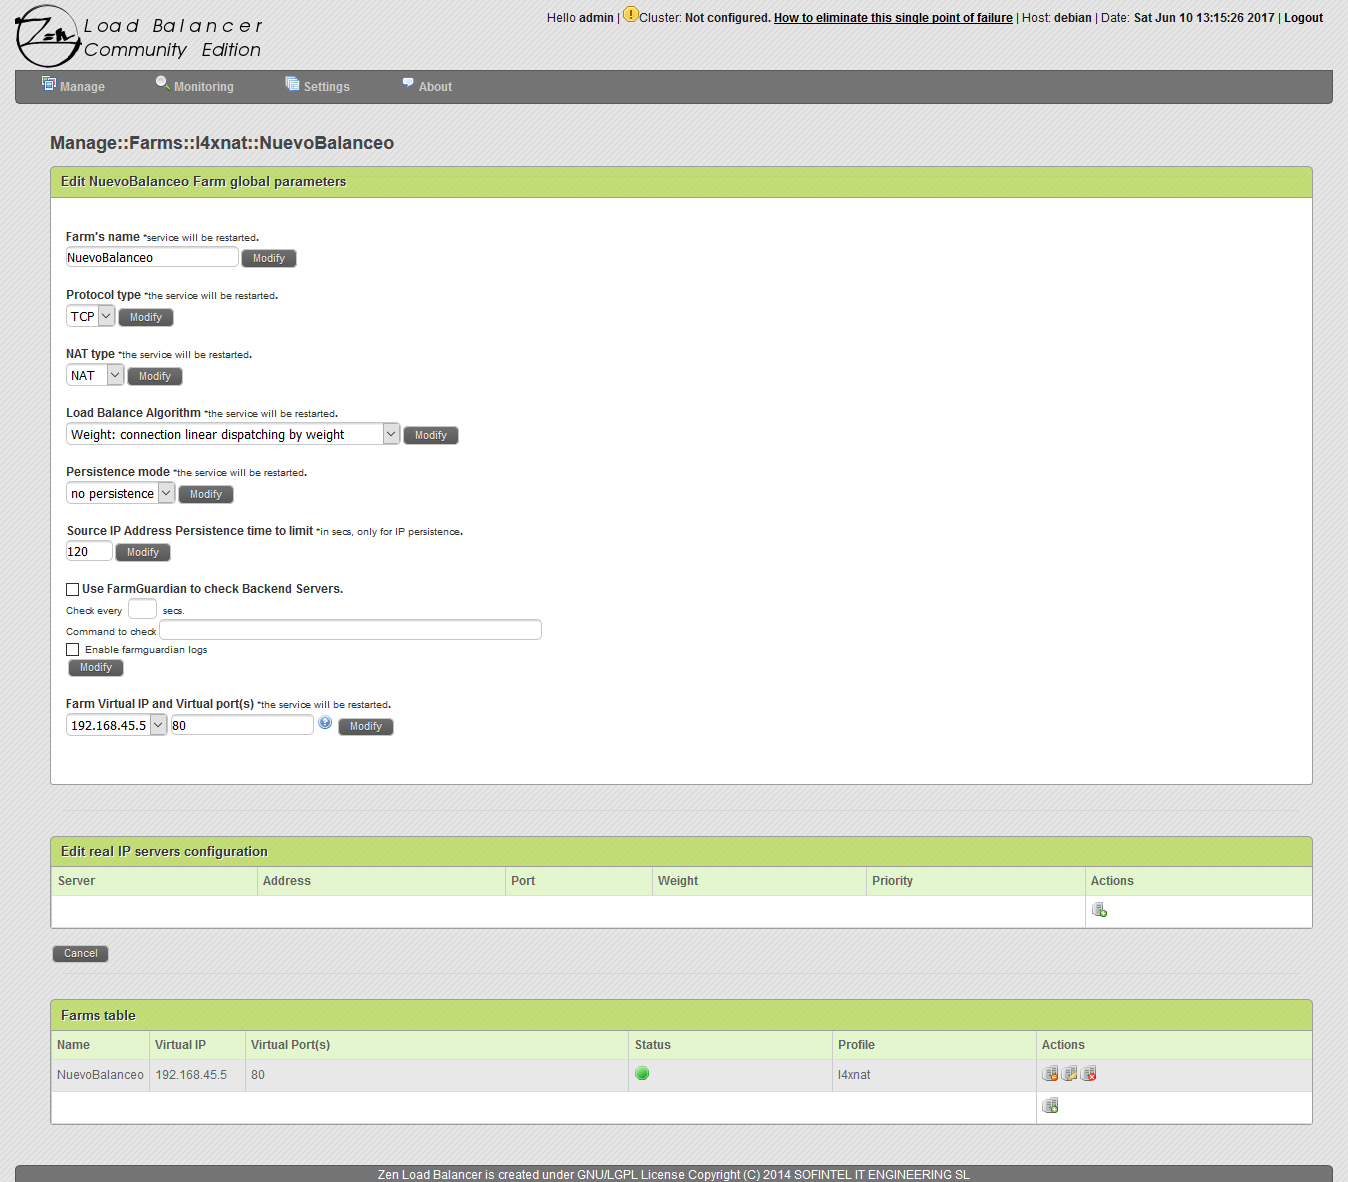 Zen Load Balancer
Community Edition
Hello admin | Cluster: Not configured. How to eliminate this single point of failure | Host: debian | Date: Sat Jun 10 13:15:26 2017 | Logout
Manage Monitoring Settings About
Manage::Farms::l4xnat::NuevoBalanceo
Edit NuevoBalanceo Farm global parameters
Farm's name *service will be restarted.
NuevoBalanceo Modify
Protocol type *the service will be restarted.
TCP Modify
NAT type *the service will be restarted.
NAT Modify
Load Balance Algorithm *the service will be restarted.
Weight: connection linear dispatching by weight Modify
Persistence mode *the service will be restarted.
no persistence Modify
Source IP Address Persistence time to limit *in secs, only for IP persistence.
120 Modify
Use FarmGuardian to check Backend Servers.
Check every secs.
Command to check
Enable farmguardian logs
Modify
Farm Virtual IP and Virtual port(s) *the service will be restarted.
192.168.45.5 80 Modify
Edit real IP servers configuration
Server Address Port Weight Priority Actions
Cancel
Farms table
Name Virtual IP Virtual Port(s) Status Profile Actions
NuevoBalanceo 192.168.45.5 80 l4xnat
Zen Load Balancer is created under GNU/LGPL License Copyright (C) 2014 SOFINTEL IT ENGINEERING SL